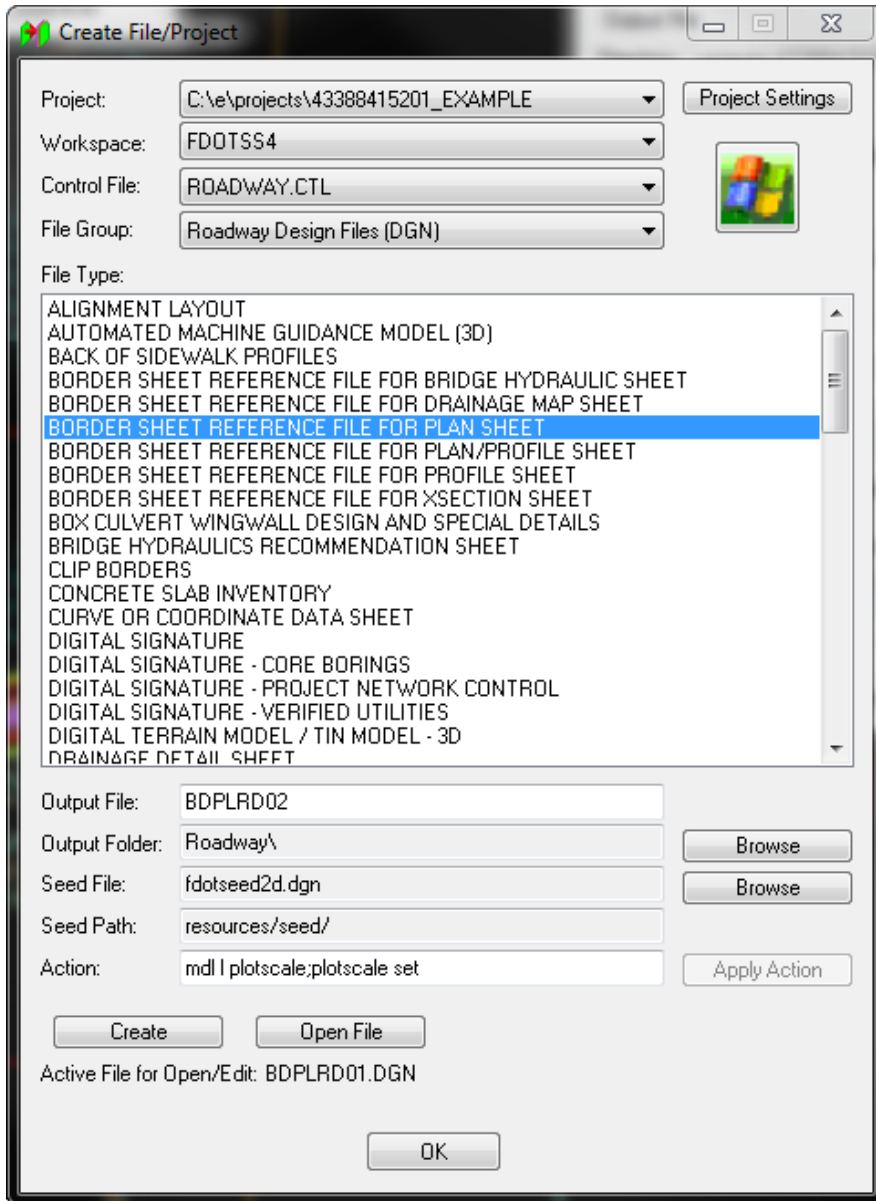 Create File/Project
Project: C:\e\projects\43388415201_EXAMPLE Project Settings
Workspace: FDOTSS4
Control File: ROADWAY.CTL
File Group: Roadway Design Files (DGN)
File Type:
ALIGNMENT LAYOUT
AUTOMATED MACHINE GUIDANCE MODEL (3D)
BACK OF SIDEWALK PROFILES
BORDER SHEET REFERENCE FILE FOR BRIDGE HYDRAULIC SHEET
BORDER SHEET REFERENCE FILE FOR DRAINAGE MAP SHEET
BORDER SHEET REFERENCE FILE FOR PLAN SHEET
BORDER SHEET REFERENCE FILE FOR PLAN/PROFILE SHEET
BORDER SHEET REFERENCE FILE FOR PROFILE SHEET
BORDER SHEET REFERENCE FILE FOR XSECTION SHEET
BOX CULVERT WINGWALL DESIGN AND SPECIAL DETAILS
BRIDGE HYDRAULICS RECOMMENDATION SHEET
CLIP BORDERS
CONCRETE SLAB INVENTORY
CURVE OR COORDINATE DATA SHEET
DIGITAL SIGNATURE
DIGITAL SIGNATURE - CORE BORINGS
DIGITAL SIGNATURE - PROJECT NETWORK CONTROL
DIGITAL SIGNATURE - VERIFIED UTILITIES
DIGITAL TERRAIN MODEL / TIN MODEL - 3D
DRAINAGE DETAIL SHEET
Output File: BDPLRD02
Output Folder: Roadway\ Browse
Seed File: fdotseed2d.dgn Browse
Seed Path: resources/seed/
Action: mdl l plotscale;plotscale set Apply Action
Create Open File
Active File for Open/Edit: BDPLRD01.DGN
OK